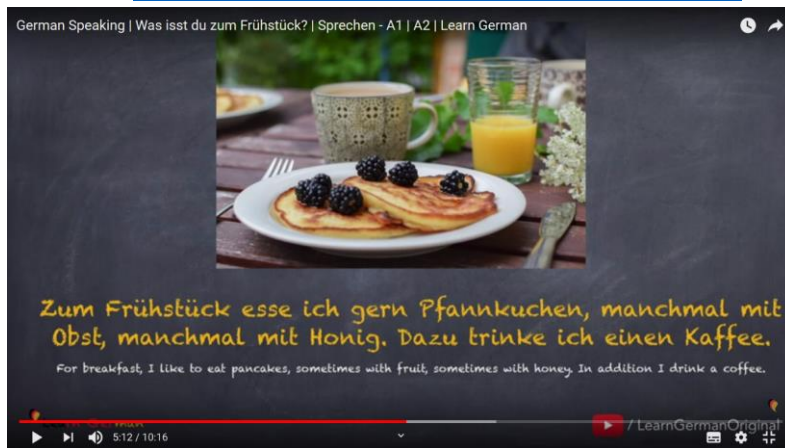 German Speaking | Was isst du zum Frühstück? | Sprechen - A1 | A2 | Learn German
Zum Frühstück esse ich gern Pfannkuchen, manchmal mit
Obst, manchmal mit Honig. Dazu trinke ich einen Kaffee.
For breakfast, I like to eat pancakes, sometimes with fruit, sometimes with honey. In addition I drink a coffee.
Learn German
/ LearnGermanOriginal
5:12 / 10:16